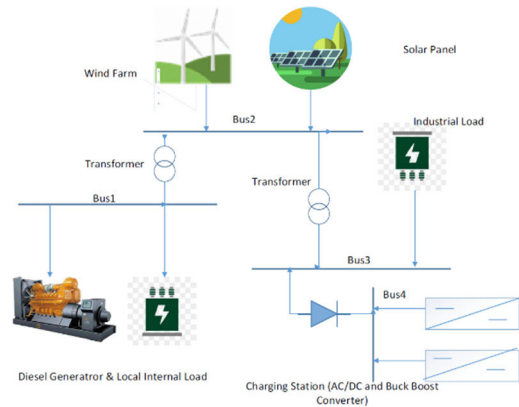 Solar Panel
Wind Farm
Bus2
Industrial Load
Transformer
Transformer
Bus1
Bus3
Bus4
Diesel Generatror & Local Internal Load
Charging Station (AC/DC and Buck Boost
Converter)